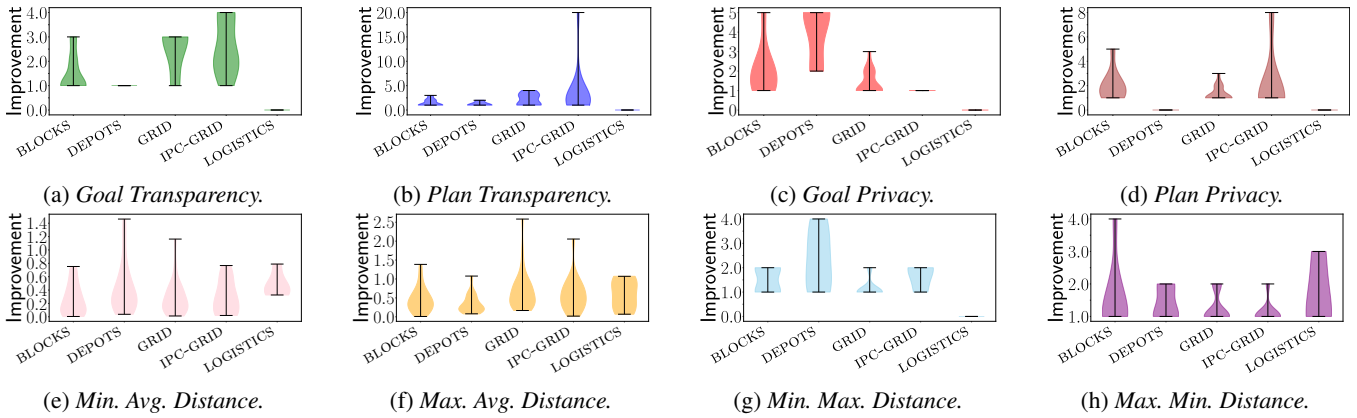 Improvement
4.0
3.0
2.0
1.0
0.0
BLOCKS
DEPOTS
GRID
IPC-GRID
LOGISTICS
(a) Goal Transparency.
Improvement
20.0
15.0
10.0
5.0
0.0
BLOCKS
DEPOTS
GRID
IPC-GRID
LOGISTICS
(b) Plan Transparency.
Improvement
5
4
3
2
1
0
BLOCKS
DEPOTS
GRID
IPC-GRID
LOGISTICS
(c) Goal Privacy.
Improvement
8
6
4
2
0
BLOCKS
DEPOTS
GRID
IPC-GRID
LOGISTICS
(d) Plan Privacy.
Improvement
1.4
1.2
1.0
0.8
0.6
0.4
0.2
0.0
BLOCKS
DEPOTS
GRID
IPC-GRID
LOGISTICS
(e) Min. Avg. Distance.
Improvement
2.5
2.0
1.5
1.0
0.5
0.0
BLOCKS
DEPOTS
GRID
IPC-GRID
LOGISTICS
(f) Max. Avg. Distance.
Improvement
4.0
3.0
2.0
1.0
0.0
BLOCKS
DEPOTS
GRID
IPC-GRID
LOGISTICS
(g) Min. Max. Distance.
Improvement
4.0
3.0
2.0
1.0
BLOCKS
DEPOTS
GRID
IPC-GRID
LOGISTICS
(h) Max. Min. Distance.